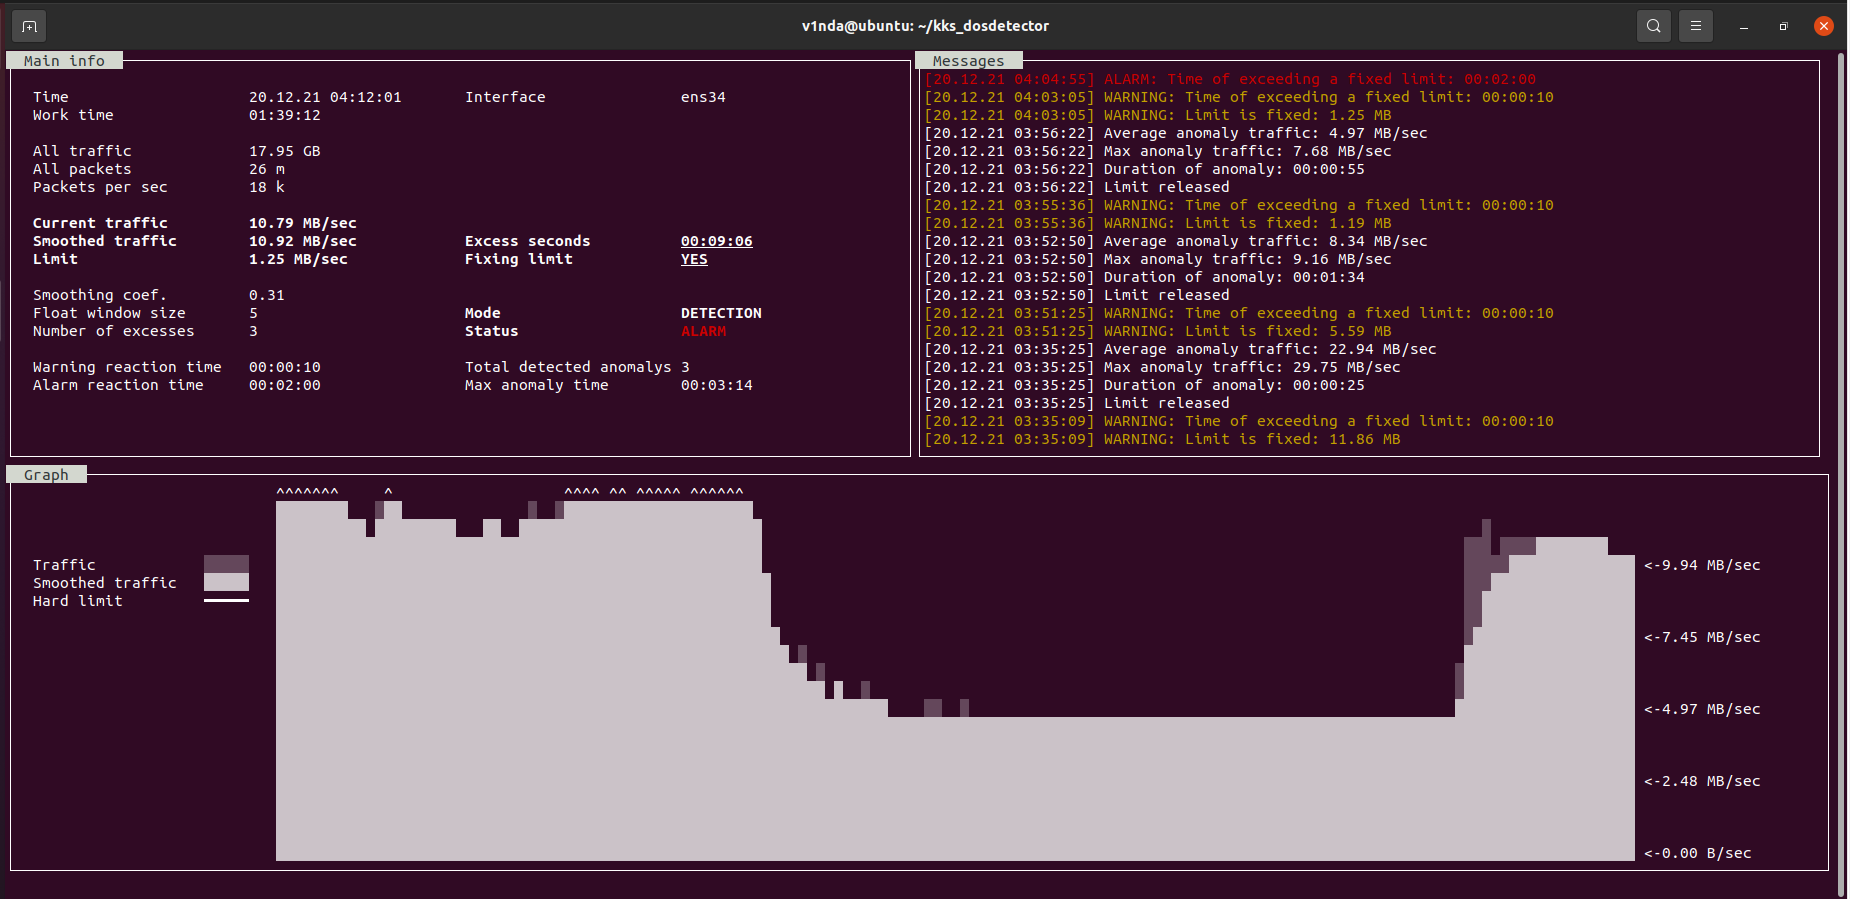 v1nda@ubuntu: ~/kks_dosdetector
Main info
Time 20.12.21 04:12:01 Interface ens34
Work time 01:39:12
All traffic 17.95 GB
All packets 26 m
Packets per sec 18 k
Current traffic 10.79 MB/sec
Smoothed traffic 10.92 MB/sec Excess seconds 00:09:06
Limit 1.25 MB/sec Fixing limit YES
Smoothing coef. 0.31
Float window size 5 Mode DETECTION
Number of excesses 3 Status ALARM
Warning reaction time 00:00:10 Total detected anomalys 3
Alarm reaction time 00:02:00 Max anomaly time 00:03:14
Messages
[20.12.21 04:04:55] ALARM: Time of exceeding a fixed limit: 00:02:00
[20.12.21 04:03:05] WARNING: Time of exceeding a fixed limit: 00:00:10
[20.12.21 04:03:05] WARNING: Limit is fixed: 1.25 MB
[20.12.21 03:56:22] Average anomaly traffic: 4.97 MB/sec
[20.12.21 03:56:22] Max anomaly traffic: 7.68 MB/sec
[20.12.21 03:56:22] Duration of anomaly: 00:00:55
[20.12.21 03:56:22] Limit released
[20.12.21 03:55:36] WARNING: Time of exceeding a fixed limit: 00:00:10
[20.12.21 03:55:36] WARNING: Limit is fixed: 1.19 MB
[20.12.21 03:52:50] Average anomaly traffic: 8.34 MB/sec
[20.12.21 03:52:50] Max anomaly traffic: 9.16 MB/sec
[20.12.21 03:52:50] Duration of anomaly: 00:01:34
[20.12.21 03:52:50] Limit released
[20.12.21 03:51:25] WARNING: Time of exceeding a fixed limit: 00:00:10
[20.12.21 03:51:25] WARNING: Limit is fixed: 5.59 MB
[20.12.21 03:35:25] Average anomaly traffic: 22.94 MB/sec
[20.12.21 03:35:25] Max anomaly traffic: 29.75 MB/sec
[20.12.21 03:35:25] Duration of anomaly: 00:00:25
[20.12.21 03:35:25] Limit released
[20.12.21 03:35:09] WARNING: Time of exceeding a fixed limit: 00:00:10
[20.12.21 03:35:09] WARNING: Limit is fixed: 11.86 MB
Graph
^^^^^^^ ^ ^^^^ ^^ ^^^^^ ^^^^^^
Traffic
Smoothed traffic
Hard limit
<-9.94 MB/sec
<-7.45 MB/sec
<-4.97 MB/sec
<-2.48 MB/sec
<-0.00 B/sec